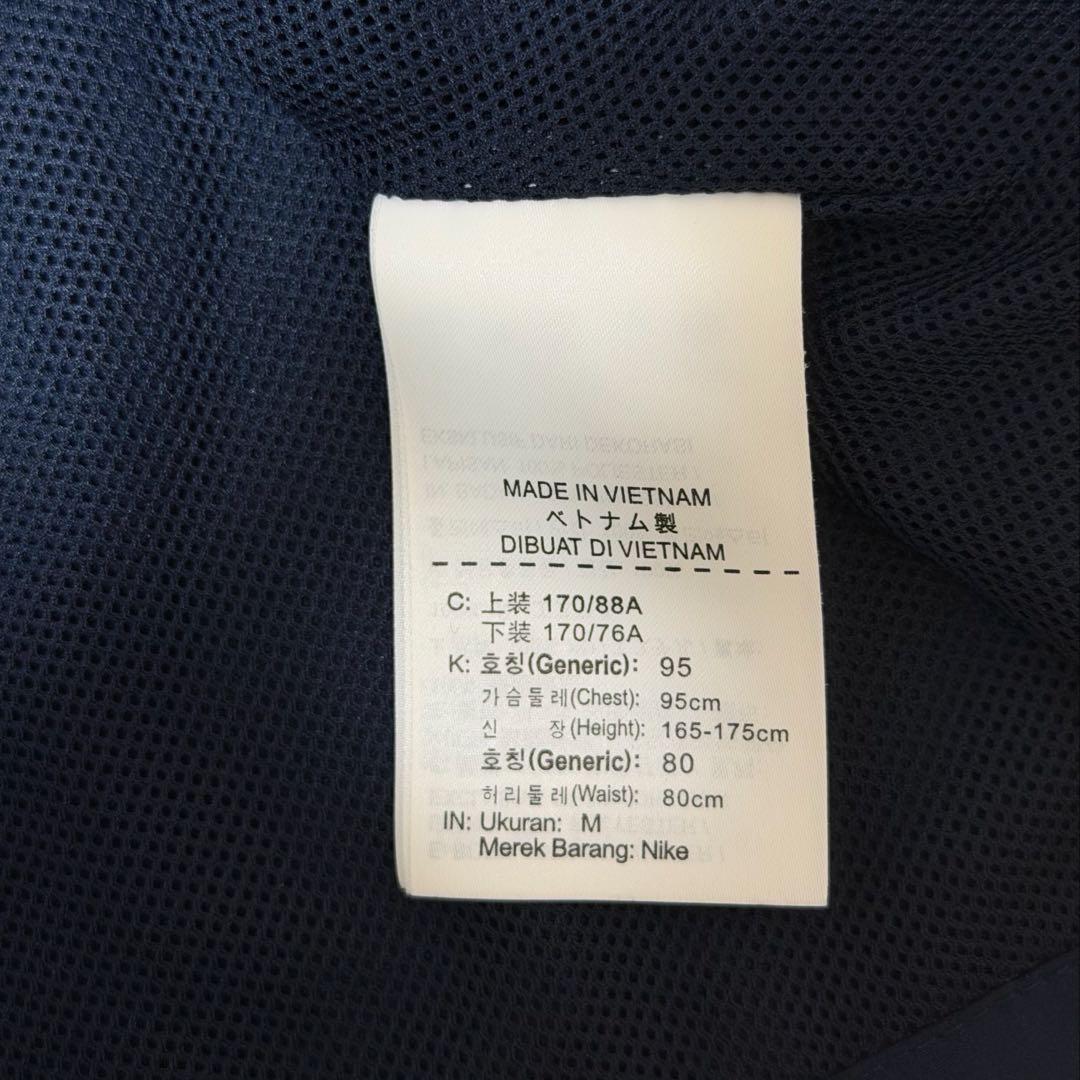 MADE IN VIETNAM
ベトナム製
DIBUAT DI VIETNAM
C: 上装 170/88A
下装 170/76A
K: 호칭(Generic): 95
가슴둘레(Chest): 95cm
신 장(Height): 165-175cm
호칭(Generic): 80
허리둘레(Waist): 80cm
IN: Ukuran: M
Merek Barang: Nike